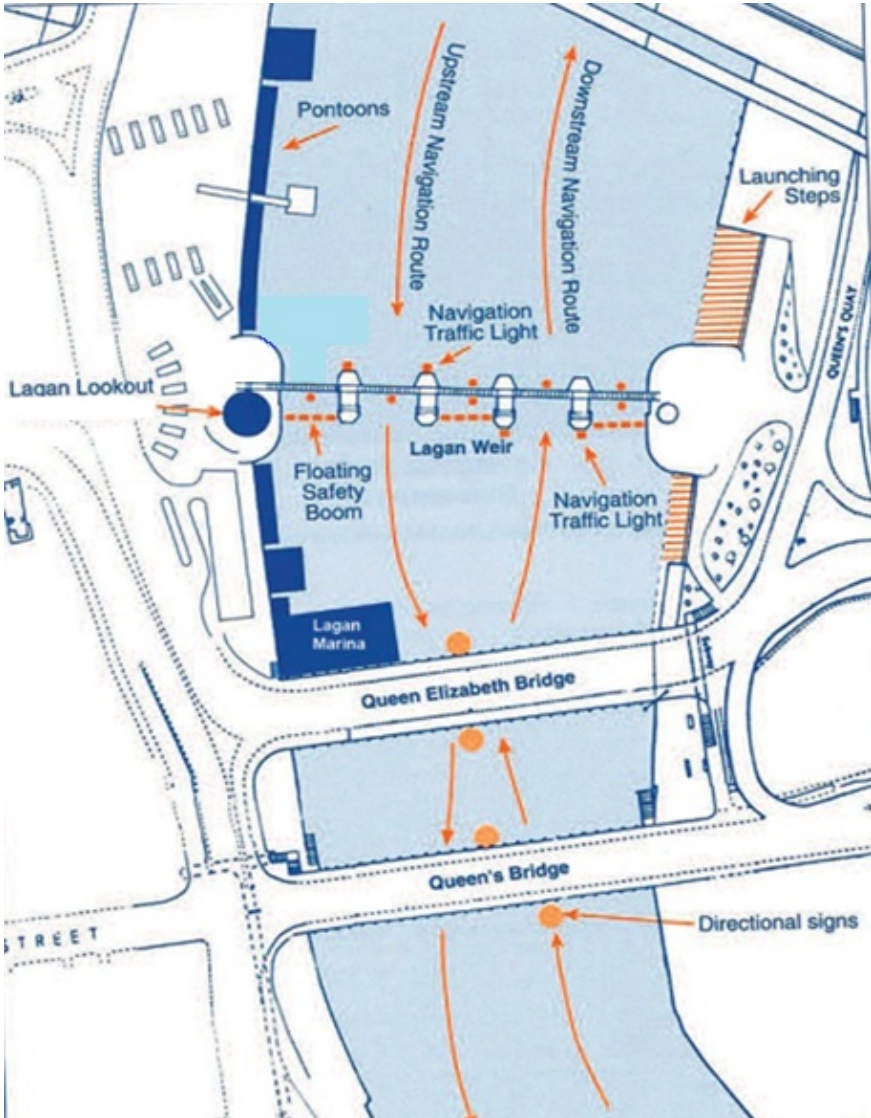 Pontoons
Upstream Navigation Route
Downstream Navigation Route
Launching
Steps
QUEEN'S QUAY
Navigation
Traffic Light
Lagan Lookout
Lagan Weir
Floating
Safety
Boom
Navigation
Traffic Light
Lagan
Marina
Queen Elizabeth Bridge
Queen's Bridge
Directional signs
STREET